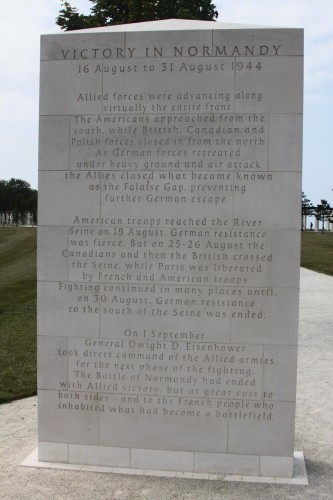 VICTORY IN NORMANDY
16 August to 31 August 1944
Allied forces were advancing along
virtually the entire front.
The Americans approached from the
south, while British, Canadian and
Polish forces closed in from the north.
As German forces retreated
under heavy ground and air attack
the Allies closed what became known
as the Falaise Gap, preventing
further German escape.
American troops reached the River
Seine on 19 August. German resistance
was fierce. But on 25-26 August the
Canadians and then the British crossed
the Seine, while Paris was liberated
by French and American troops.
Fighting continued in many places until,
on 30 August, German resistance
to the south of the Seine was ended.
On 1 September
General Dwight D. Eisenhower
took direct command of the Allied armies
for the next phase of the fighting.
The Battle of Normandy had ended
with Allied victory, but at great cost to
both sides - and to the French people who
inhabited what had become a battlefield.